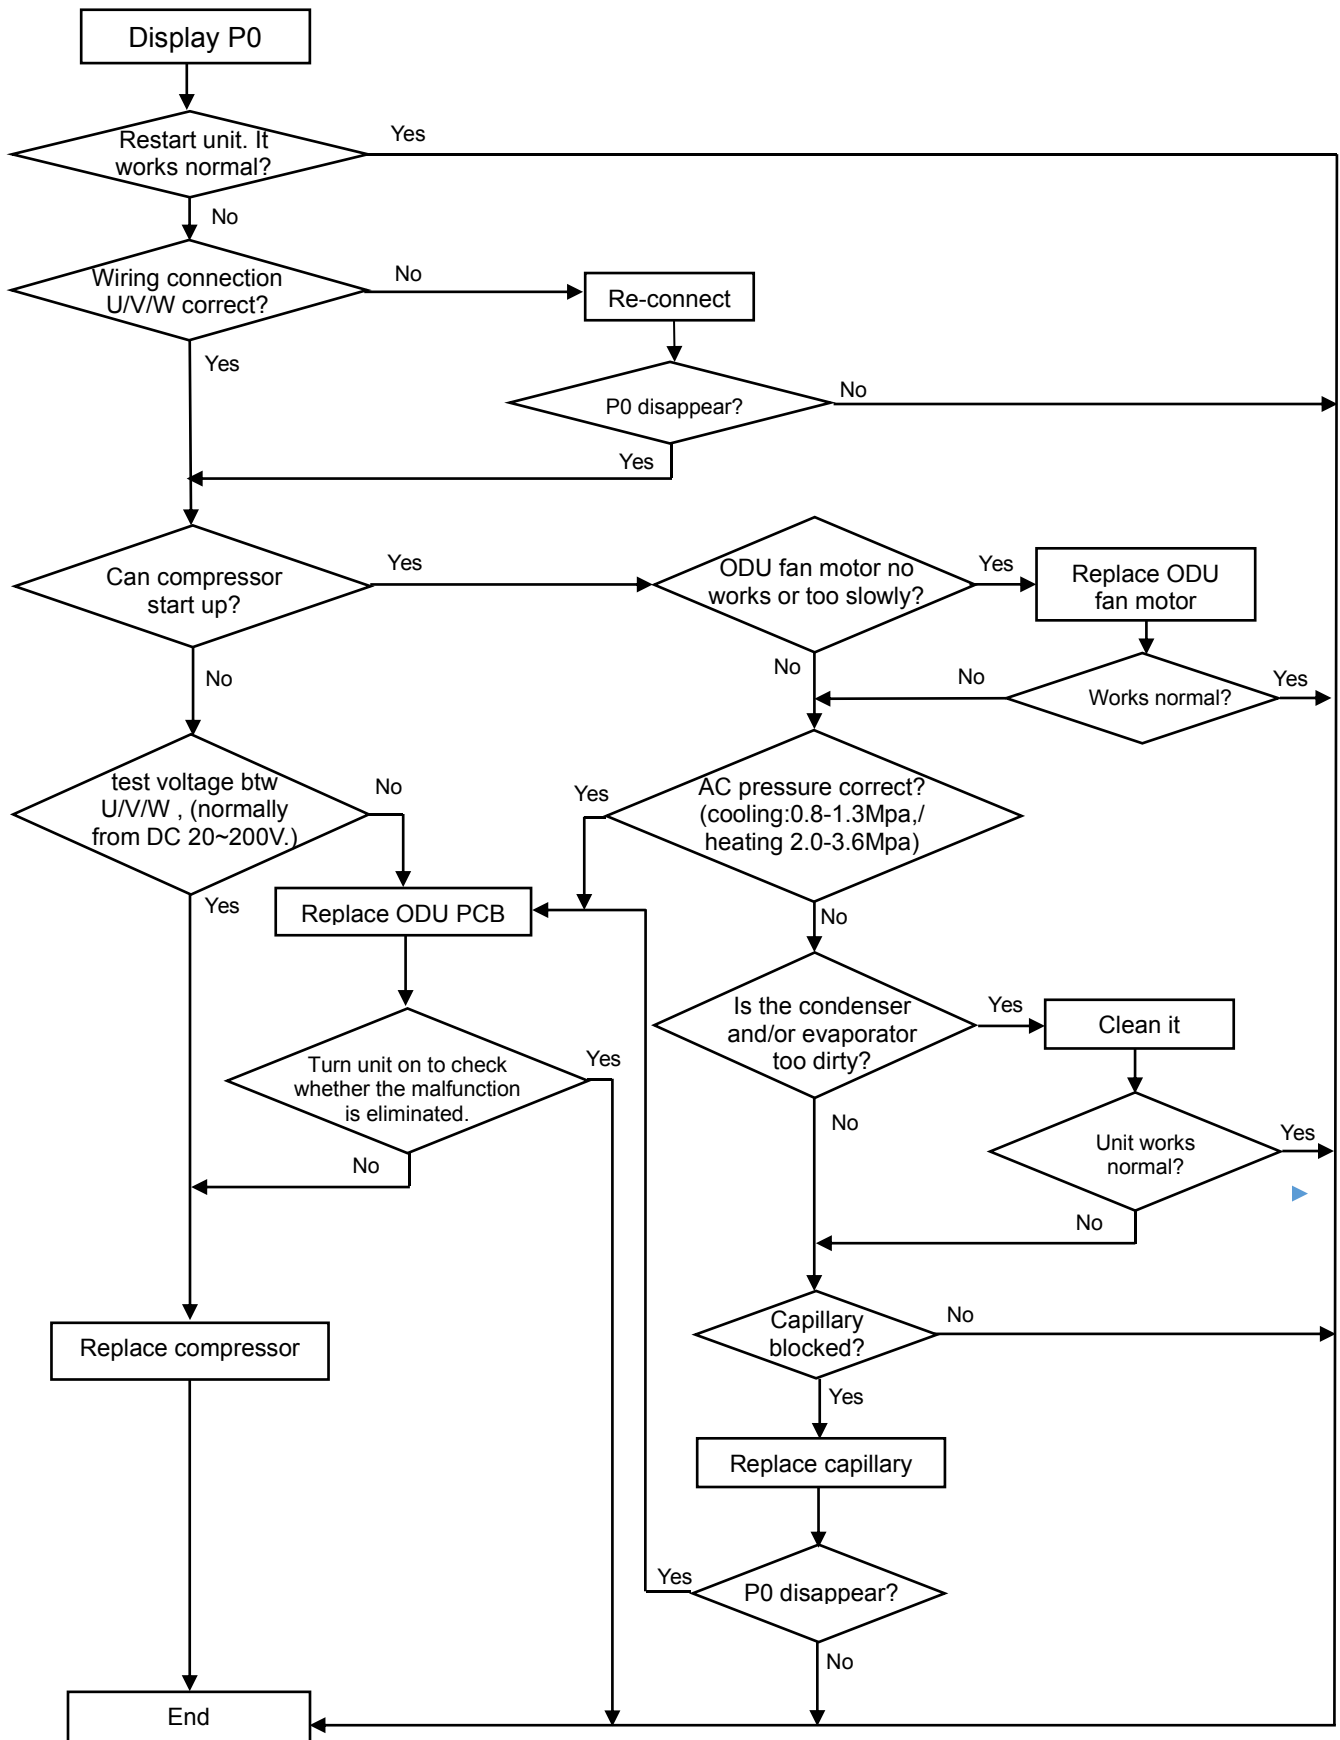 Display P0
Restart unit. It
works normal?
Yes
No
Wiring connection
U/V/W correct?
No
Re-connect
Yes
P0 disappear?
No
Yes
Can compressor
start up?
Yes
ODU fan motor no
works or too slowly?
Yes
Replace ODU
fan motor
No
No
No
Works normal?
Yes
test voltage btw
U/V/W , (normally
from DC 20~200V.)
No
Yes
AC pressure correct?
(cooling:0.8-1.3Mpa,/
heating 2.0-3.6Mpa)
Yes
Replace ODU PCB
No
Is the condenser
and/or evaporator
too dirty?
Yes
Clean it
Turn unit on to check
whether the malfunction
is eliminated.
Yes
No
No
Unit works
normal?
Yes
No
Replace compressor
Capillary
blocked?
No
Yes
Replace capillary
Yes
P0 disappear?
No
End